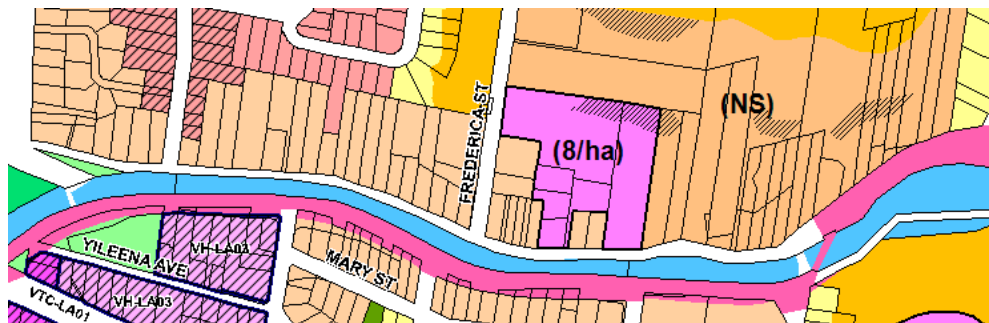 FREDERICA ST
(NS)
(8/ha)
VH-LA03
YILEENA AVE
MARY ST
VH-LA03
VTC-LA01